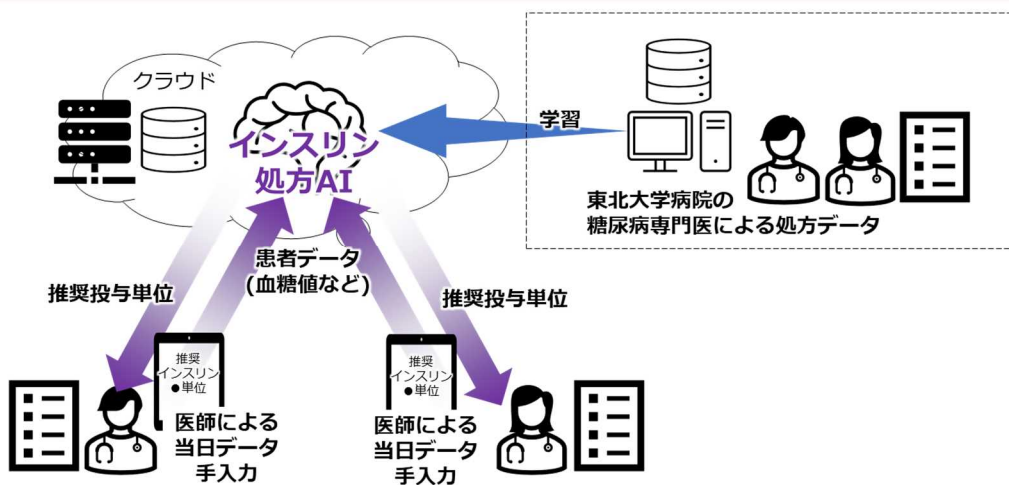 クラウド
インスリン
処方AI
学習
東北大学病院の
糖尿病専門医による処方データ
患者データ
(血糖値など)
推奨投与単位
推奨投与単位
推奨
インスリン
●単位
医師による
当日データ
手入力
推奨
インスリン
●単位
医師による
当日データ
手入力